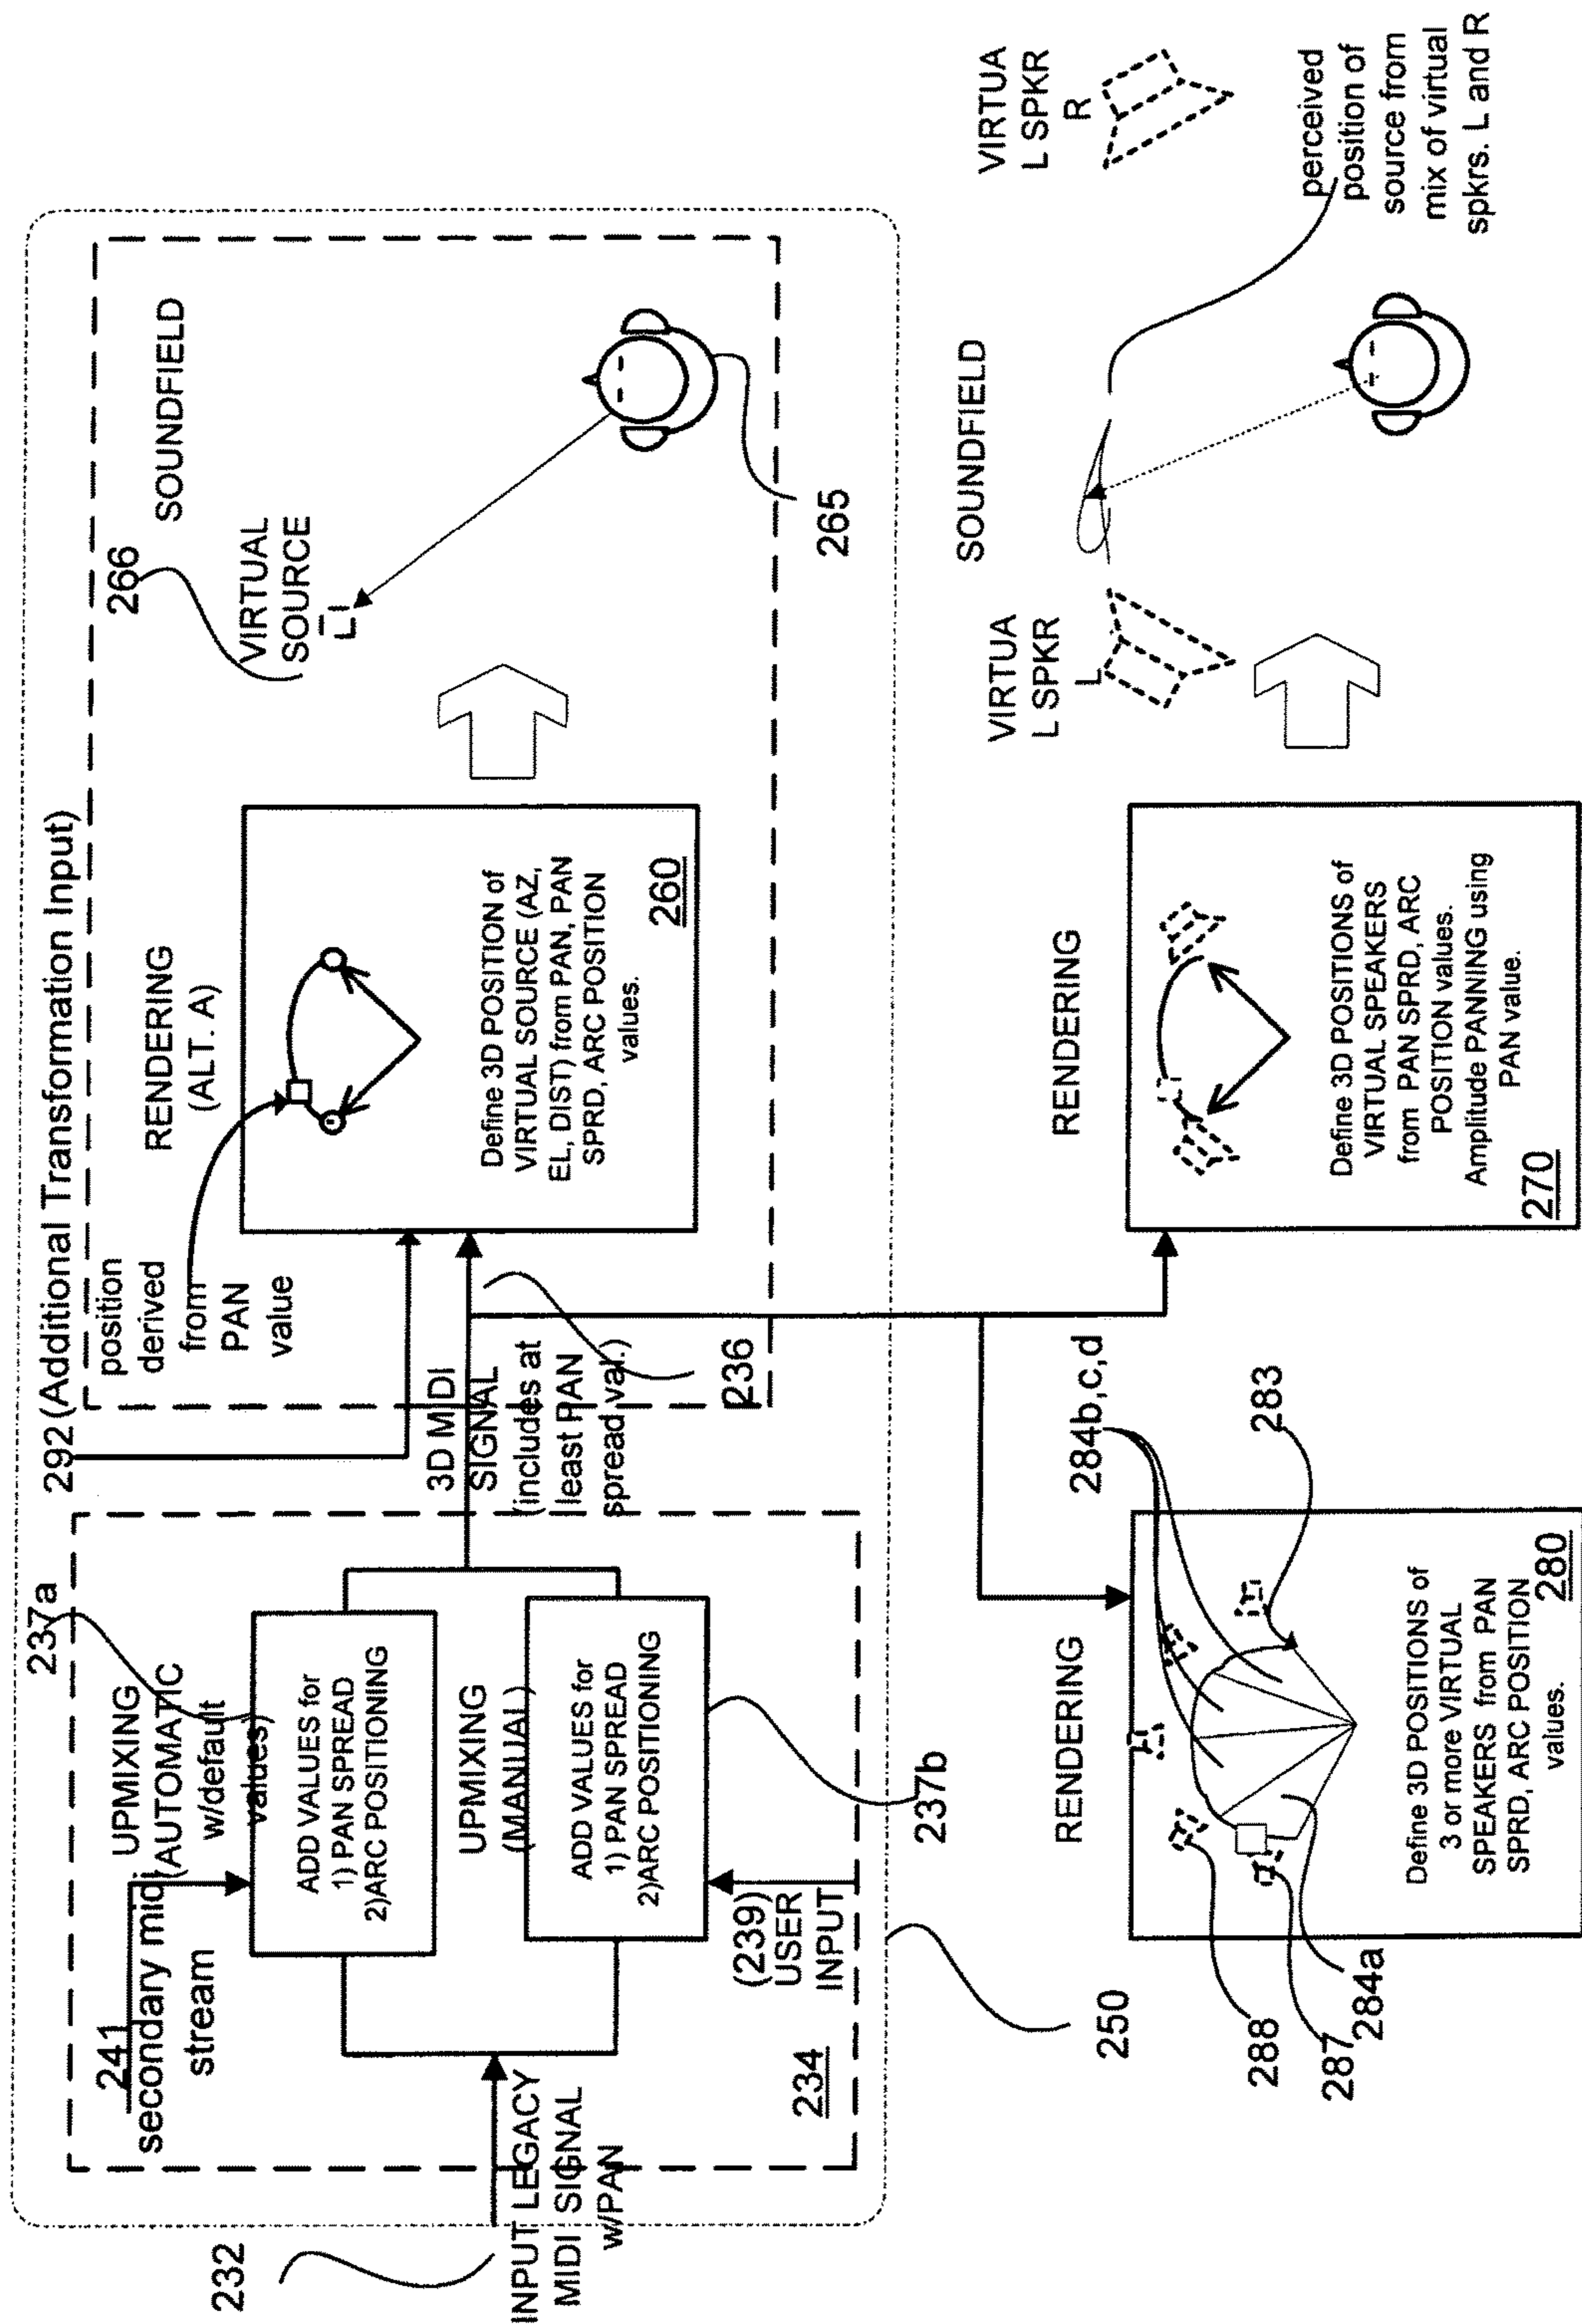 292 (Additional Transformation Input)
237a
241
secondary midi
stream
UPMIXING
(AUTOMATIC
w/default
values)
ADD VALUES for
1) PAN SPREAD
2)ARC POSITIONING
UPMIXING
(MANUAL)
ADD VALUES for
1) PAN SPREAD
2)ARC POSITIONING
(239)
USER
INPUT
234
237b
232
INPUT LEGACY
MIDI SIGNAL
w/PAN
250
3D MIDI
SIGNAL
(includes at
least PAN
spread val.)
236
position
derived
from
PAN
value
RENDERING
(ALT. A)
Define 3D POSITION of
VIRTUAL SOURCE (AZ,
EL, DIST) from PAN, PAN
SPRD, ARC POSITION
values.
260
266
VIRTUAL
SOURCE
SOUNDFIELD
265
RENDERING
284b,c,d
283
Define 3D POSITIONS of
3 or more VIRTUAL
SPEAKERS from PAN
SPRD, ARC POSITION
values.
280
288
287
284a
RENDERING
Define 3D POSITIONS of
VIRTUAL SPEAKERS
from PAN SPRD, ARC
POSITION values.
Amplitude PANNING using
PAN value.
270
VIRTUA
L SPKR
L
SOUNDFIELD
VIRTUA
L SPKR
R
perceived
position of
source from
mix of virtual
spkrs. L and R